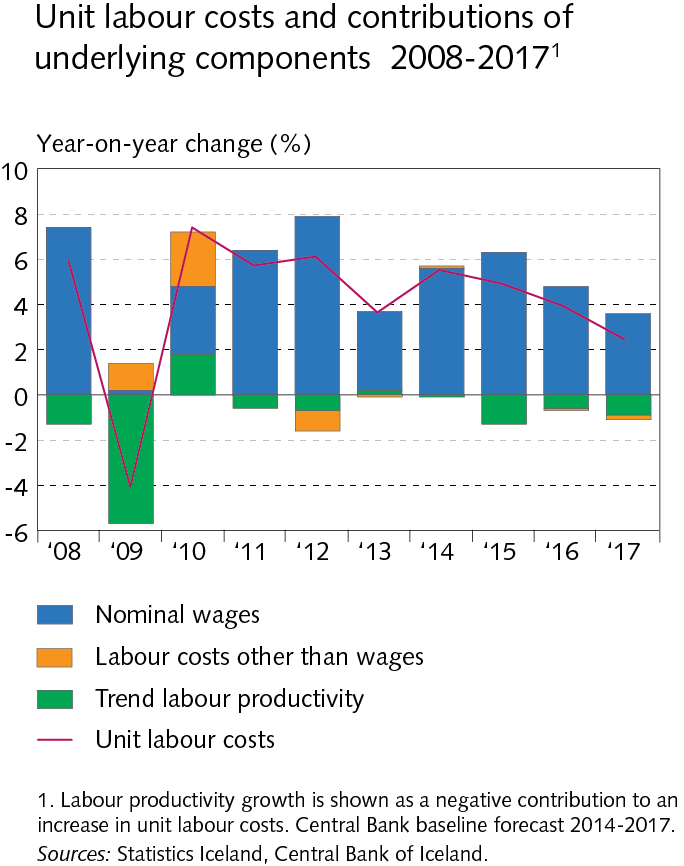 Unit labour costs and contributions of
underlying components 2008-2017¹
Year-on-year change (%)
10
8
6
4
2
0
-2
-4
-6
‘08 ‘09 ‘10 ‘11 ‘12 ‘13 ‘14 ‘15 ‘16 ‘17
Nominal wages
Labour costs other than wages
Trend labour productivity
Unit labour costs
1. Labour productivity growth is shown as a negative contribution to an
increase in unit labour costs. Central Bank baseline forecast 2014-2017.
Sources: Statistics Iceland, Central Bank of Iceland.